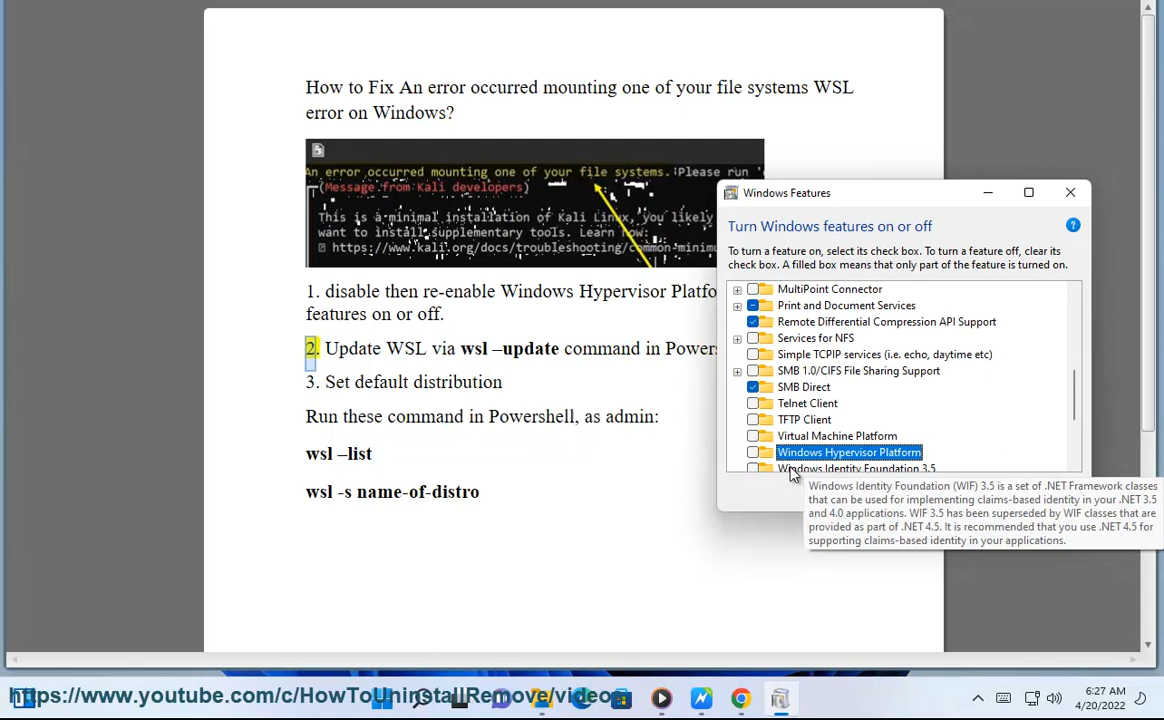 How to Fix An error occurred mounting one of your file systems WSL
error on Windows?
An error occurred mounting one of your file systems. Please run '
(Message from Kali developers)
This is a minimal installation of Kali Linux, you likely
want to install supplementary tools. Learn how:
https://www.kali.org/docs/troubleshooting/common-minimu
1. disable then re-enable Windows Hypervisor Platfo
features on or off.
2. Update WSL via wsl –update command in Powers
3. Set default distribution
Run these command in Powershell, as admin:
wsl –list
wsl -s name-of-distro
Windows Features
Turn Windows features on or off
To turn a feature on, select its check box. To turn a feature off, clear its
check box. A filled box means that only part of the feature is turned on.
MultiPoint Connector
Print and Document Services
Remote Differential Compression API Support
Services for NFS
Simple TCPIP services (i.e. echo, daytime etc)
SMB 1.0/CIFS File Sharing Support
SMB Direct
Telnet Client
TFTP Client
Virtual Machine Platform
Windows Hypervisor Platform
Windows Identity Foundation 3.5
Windows Identity Foundation (WIF) 3.5 is a set of .NET Framework classes
that can be used for implementing claims-based identity in your .NET 3.5
and 4.0 applications. WIF 3.5 has been superseded by WIF classes that are
provided as part of .NET 4.5. It is recommended that you use .NET 4.5 for
supporting claims-based identity in your applications.
https://www.youtube.com/c/HowToUninstallRemove/videos
6:27 AM
4/20/2022